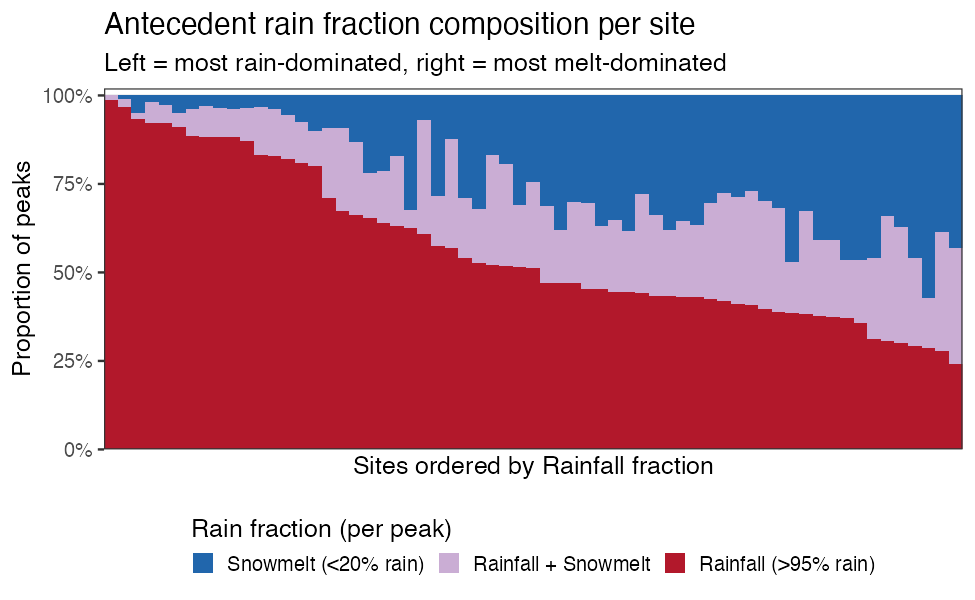 Antecedent rain fraction composition per site
Left = most rain-dominated, right = most melt-dominated
100%
75%
50%
25%
0%
Proportion of peaks
Sites ordered by Rainfall fraction
Rain fraction (per peak)
Snowmelt (<20% rain) Rainfall + Snowmelt Rainfall (>95% rain)